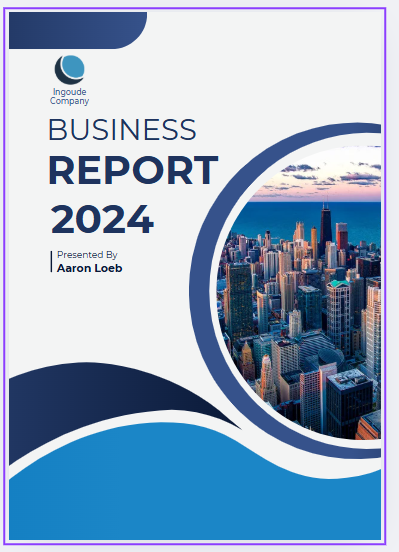 Ingoude
Company
BUSINESS
REPORT
2024
Presented By
Aaron Loeb